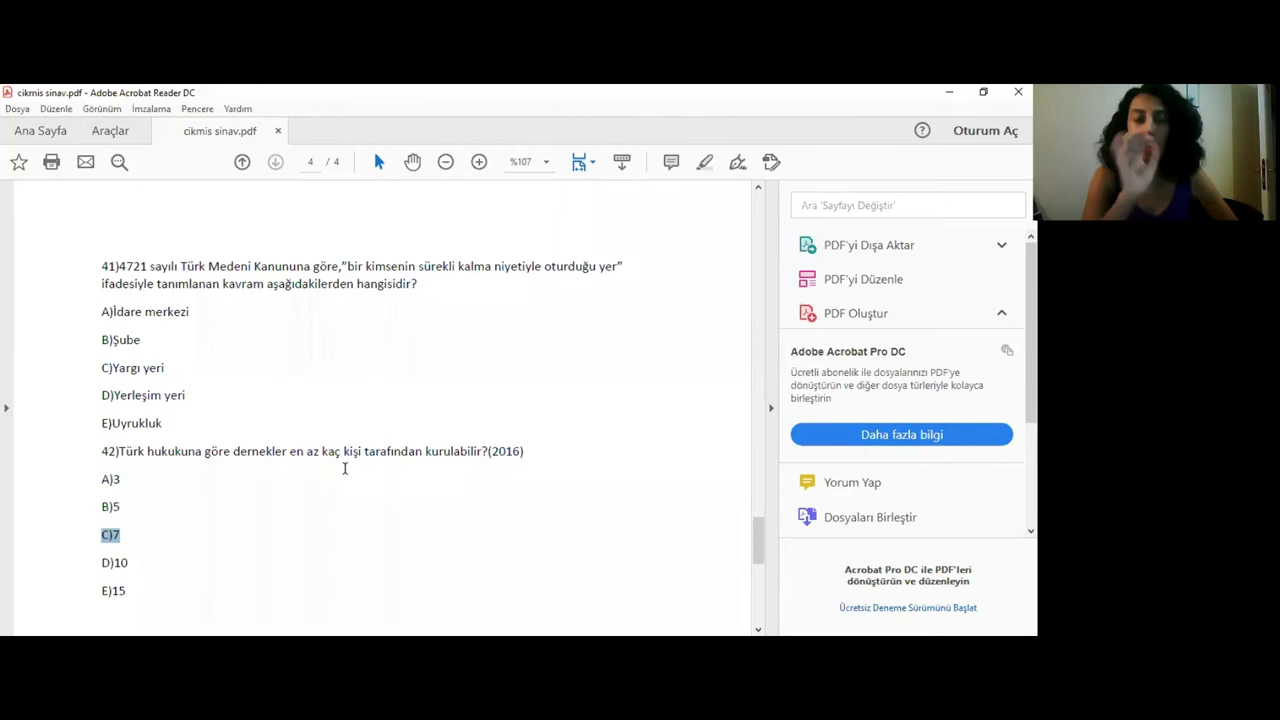 cikmis sinav.pdf - Adobe Acrobat Reader DC
Dosya Düzenle Görünüm İmzalama Pencere Yardım
Ana Sayfa Araçlar cikmis sinav.pdf × Oturum Aç
4 / 4 %107
41)4721 sayılı Türk Medeni Kanununa göre,”bir kimsenin sürekli kalma niyetiyle oturduğu yer”
ifadesiyle tanımlanan kavram aşağıdakilerden hangisidir?
A)İdare merkezi
B)Şube
C)Yargı yeri
D)Yerleşim yeri
E)Uyrukluk
42)Türk hukukuna göre dernekler en az kaç kişi tarafından kurulabilir?(2016)
A)3
B)5
C)7
D)10
E)15
Ara 'Sayfayı Değiştir'
PDF'yi Dışa Aktar
PDF'yi Düzenle
PDF Oluştur
Adobe Acrobat Pro DC
Ücretli abonelik ile dosyalarınızı PDF'ye
dönüştürün ve diğer dosya türleriyle kolayca
birleştirin
Daha fazla bilgi
Yorum Yap
Dosyaları Birleştir
Acrobat Pro DC ile PDF'leri
dönüştürün ve düzenleyin
Ücretsiz Deneme Sürümünü Başlat